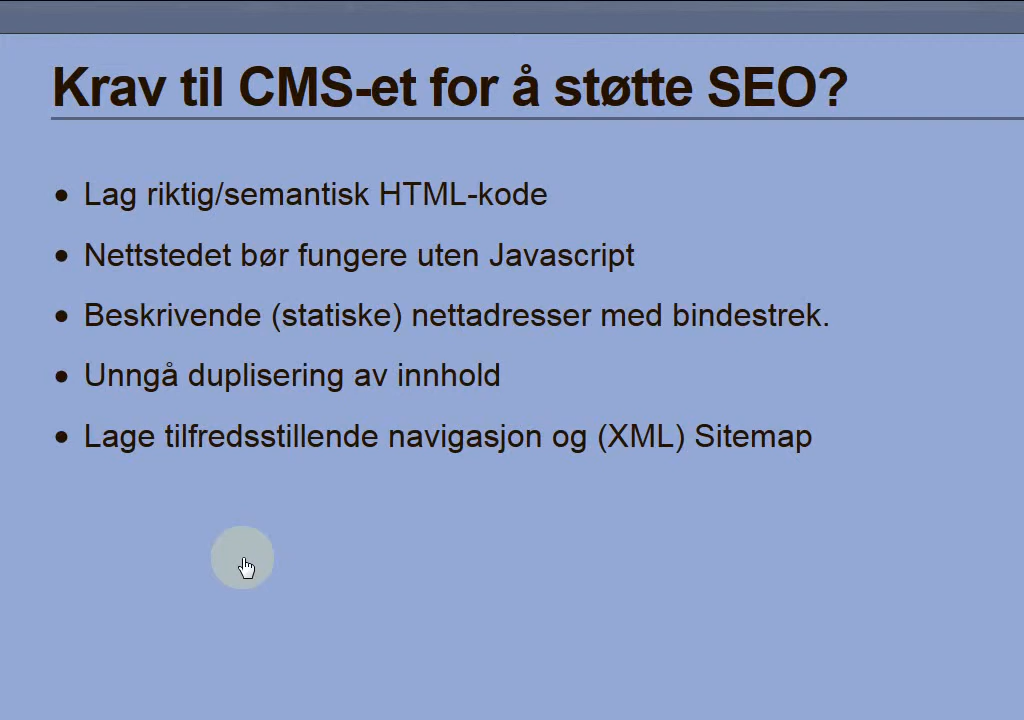 Krav til CMS-et for å støtte SEO?
• Lag riktig/semantisk HTML-kode
• Nettstedet bør fungere uten Javascript
• Beskrivende (statiske) nettadresser med bindestrek.
• Unngå duplisering av innhold
• Lage tilfredsstillende navigasjon og (XML) Sitemap